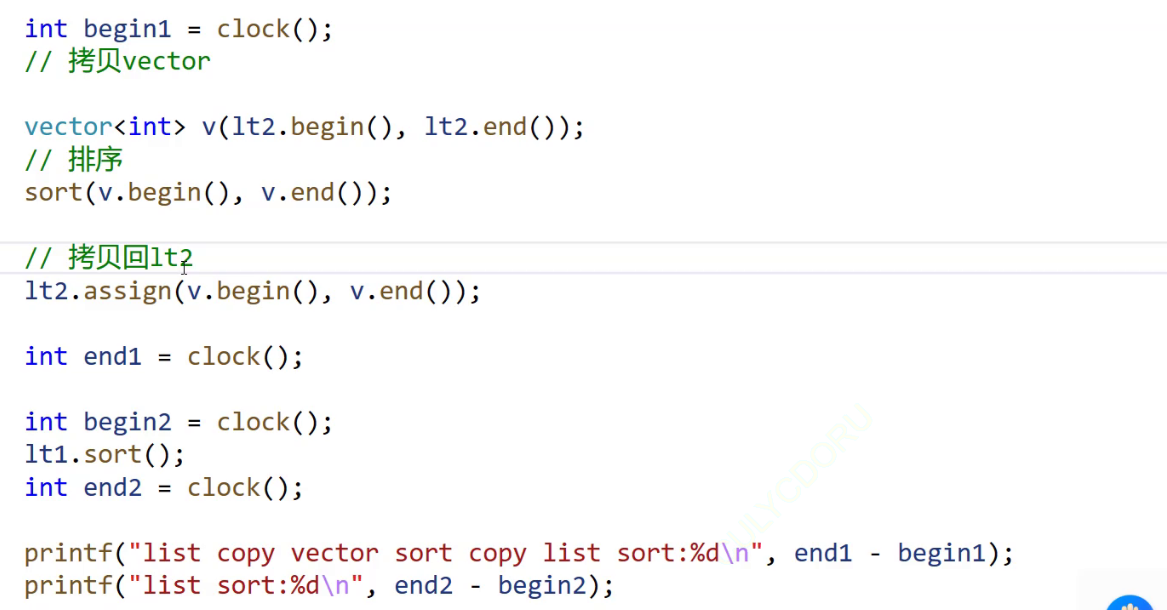 int begin1 = clock();
// 拷贝vector
vector<int> v(lt2.begin(), lt2.end());
// 排序
sort(v.begin(), v.end());
// 拷贝回lt2
lt2.assign(v.begin(), v.end());
int end1 = clock();
int begin2 = clock();
lt1.sort();
int end2 = clock();
printf("list copy vector sort copy list sort:%d\n", end1 - begin1);
printf("list sort:%d\n", end2 - begin2);